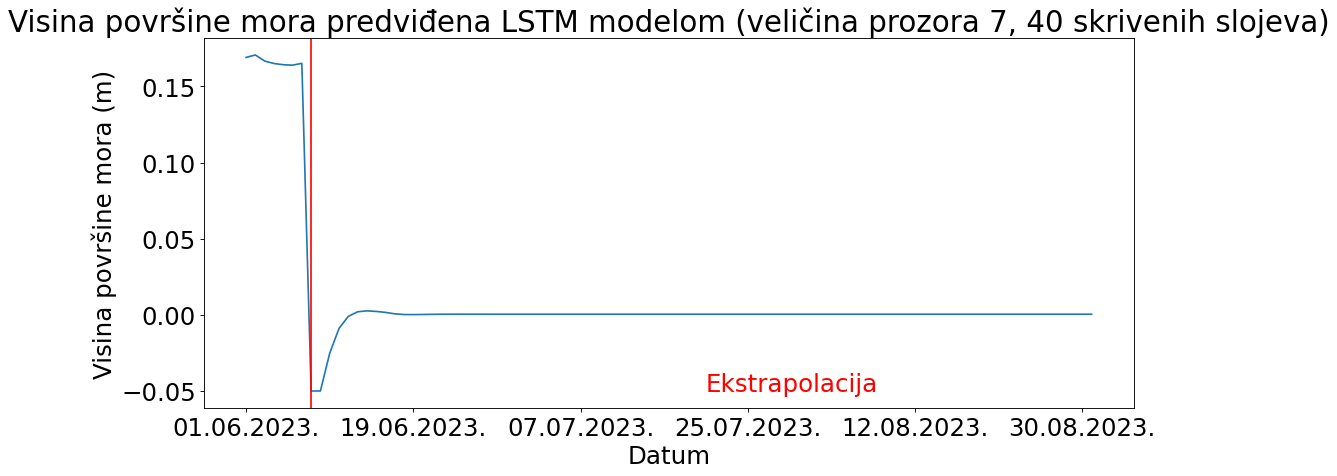 Visina površine mora predviđena LSTM modelom (veličina prozora 7, 40 skrivenih slojeva)
Visina površine mora (m)
0.15
0.10
0.05
0.00
−0.05
Ekstrapolacija
01.06.2023. 19.06.2023. 07.07.2023. 25.07.2023. 12.08.2023. 30.08.2023.
Datum